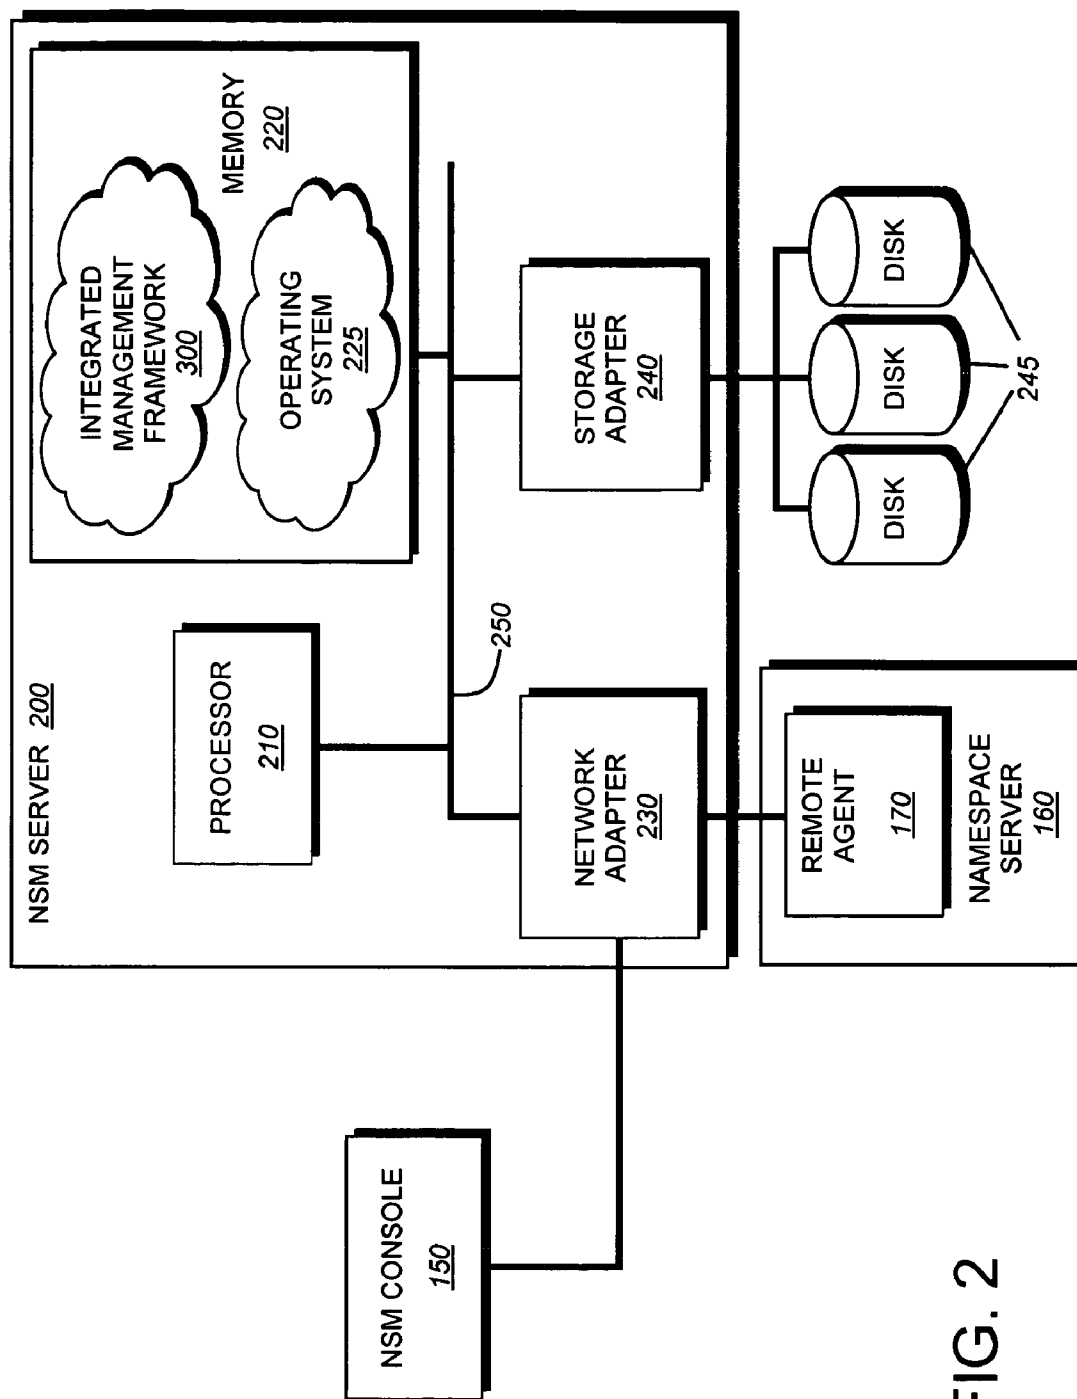 NSM SERVER 200
PROCESSOR
210
INTEGRATED
MANAGEMENT
FRAMEWORK
300
OPERATING
SYSTEM
225
MEMORY
220
250
NETWORK
ADAPTER
230
STORAGE
ADAPTER
240
NSM CONSOLE
150
REMOTE
AGENT
170
NAMESPACE
SERVER
160
DISK
DISK
DISK
245
FIG. 2